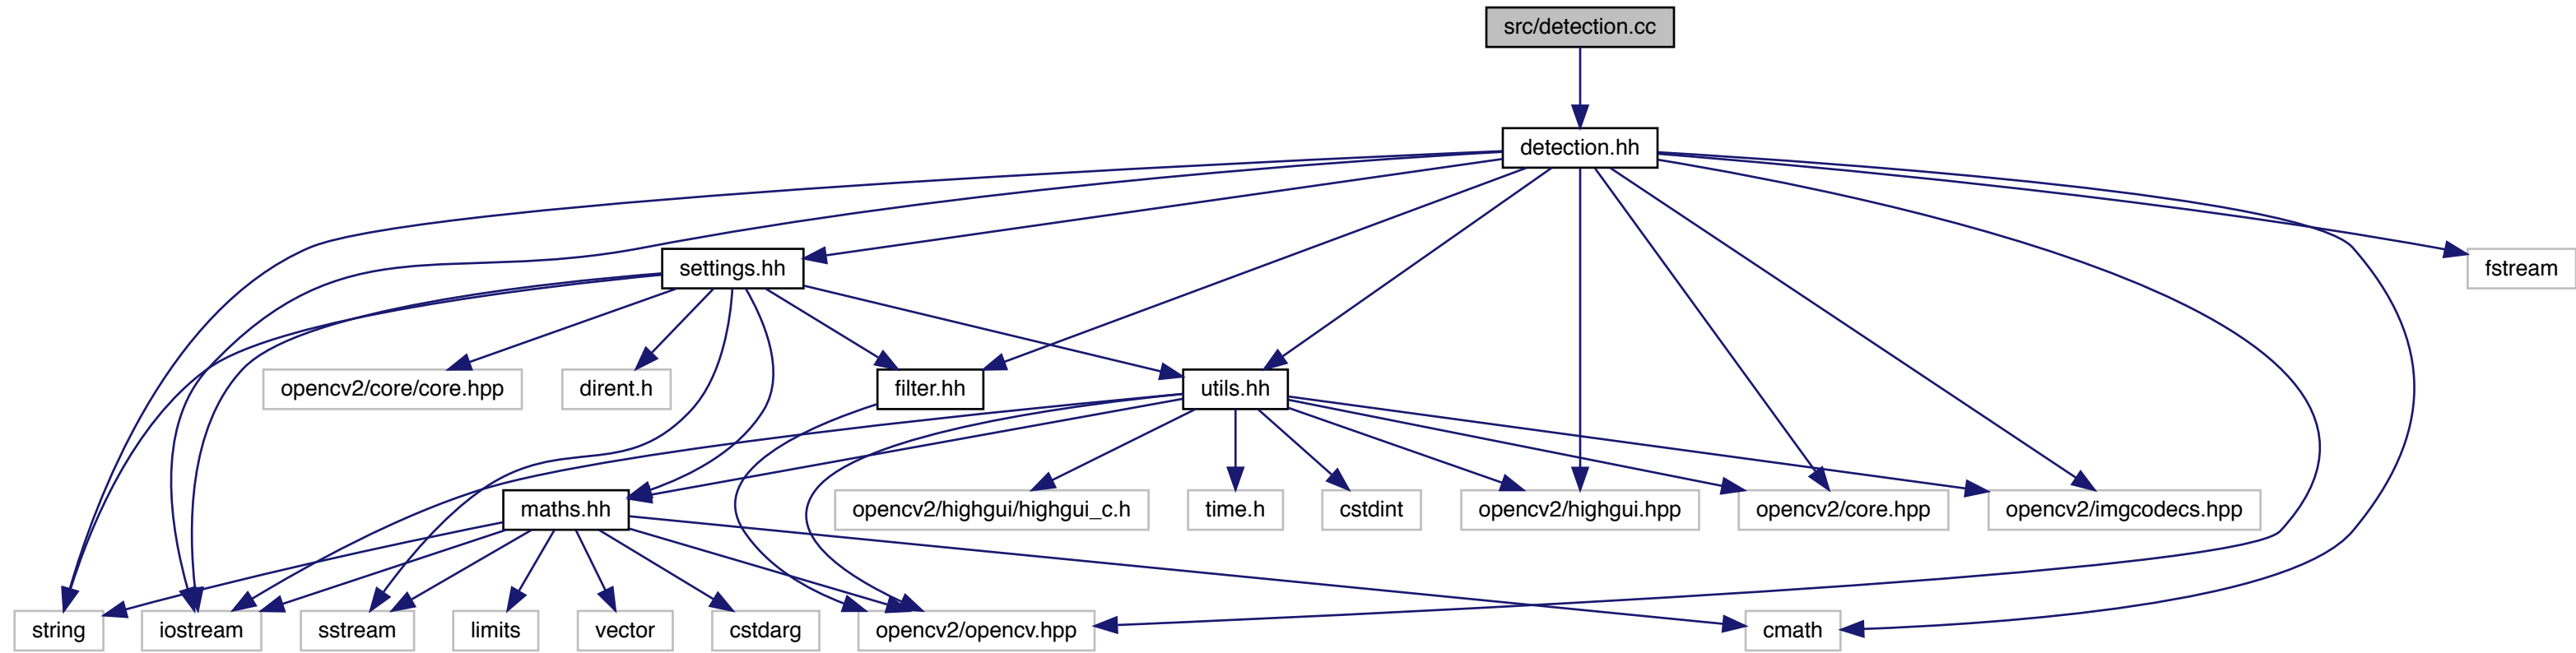 src/detection.cc
detection.hh
settings.hh
fstream
opencv2/core/core.hpp
dirent.h
filter.hh
utils.hh
maths.hh
opencv2/highgui/highgui_c.h
time.h
cstdint
opencv2/highgui.hpp
opencv2/core.hpp
opencv2/imgcodecs.hpp
string
iostream
sstream
limits
vector
cstdarg
opencv2/opencv.hpp
cmath